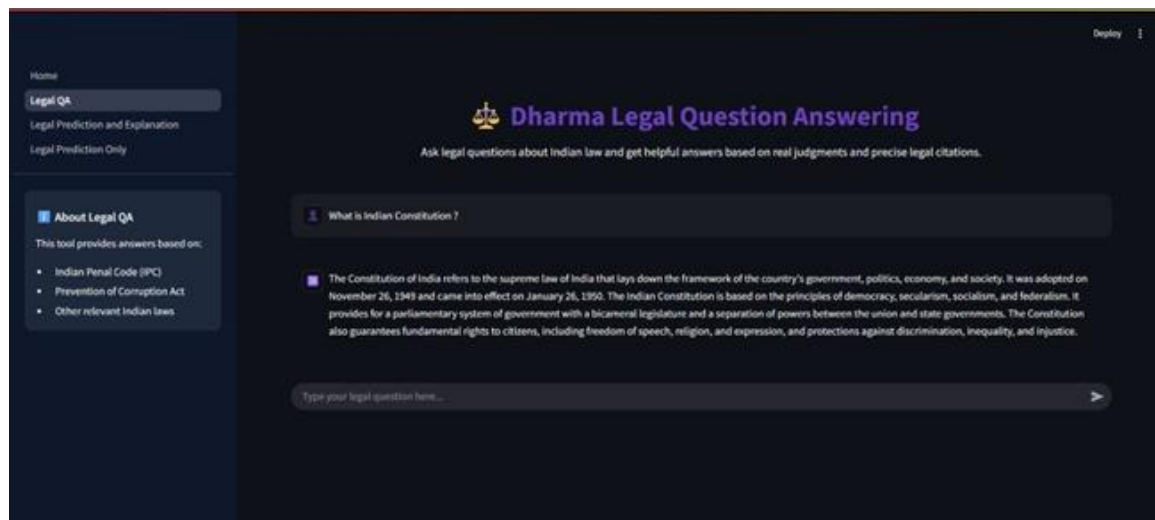 Deploy
Home
Legal QA
Legal Prediction and Explanation
Legal Prediction Only
About Legal QA
This tool provides answers based on:
Indian Penal Code (IPC)
Prevention of Corruption Act
Other relevant Indian laws
Dharma Legal Question Answering
Ask legal questions about Indian law and get helpful answers based on real judgments and precise legal citations.
What is Indian Constitution ?
The Constitution of India refers to the supreme law of India that lays down the framework of the country's government, politics, economy, and society. It was adopted on
November 26, 1949 and came into effect on January 26, 1950. The Indian Constitution is based on the principles of democracy, secularism, socialism, and federalism. It
provides for a parliamentary system of government with a bicameral legislature and a separation of powers between the union and state governments. The Constitution
also guarantees fundamental rights to citizens, including freedom of speech, religion, and expression, and protections against discrimination, inequality, and injustice.
Type your legal question here...